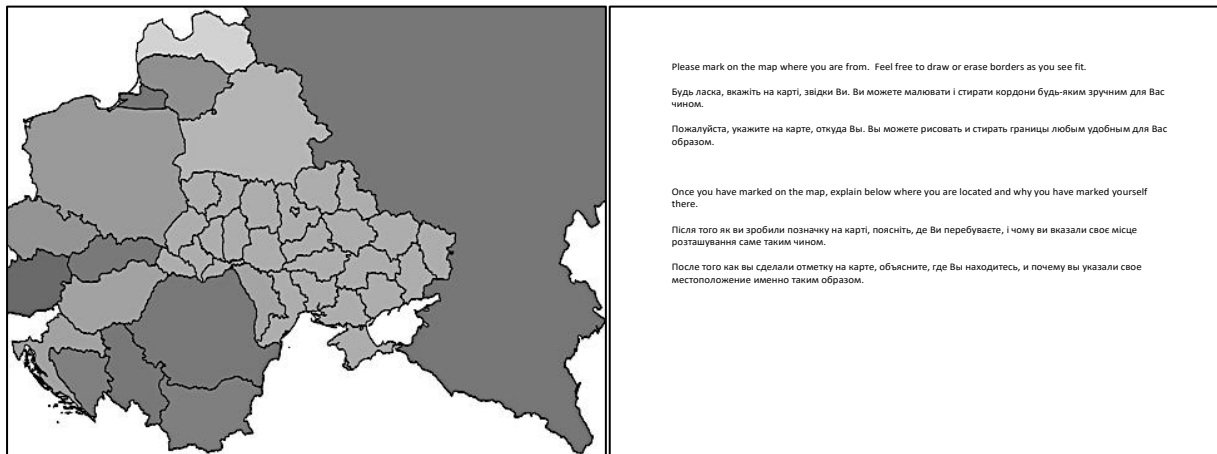 Please mark on the map where you are from. Feel free to draw or erase borders as you see fit.
Будь ласка, вкажіть на карті, звідки Ви. Ви можете малювати і стирати кордони будь-яким зручним для Вас
чином.
Пожалуйста, укажите на карте, откуда Вы. Вы можете рисовать и стирать границы любым удобным для Вас
образом.
Once you have marked on the map, explain below where you are located and why you have marked yourself
there.
Після того як ви зробили позначку на карті, поясніть, де Ви перебуваєте, і чому ви вказали своє місце
розташування саме таким чином.
После того как вы сделали отметку на карте, объясните, где Вы находитесь, и почему вы указали свое
местоположение именно таким образом.